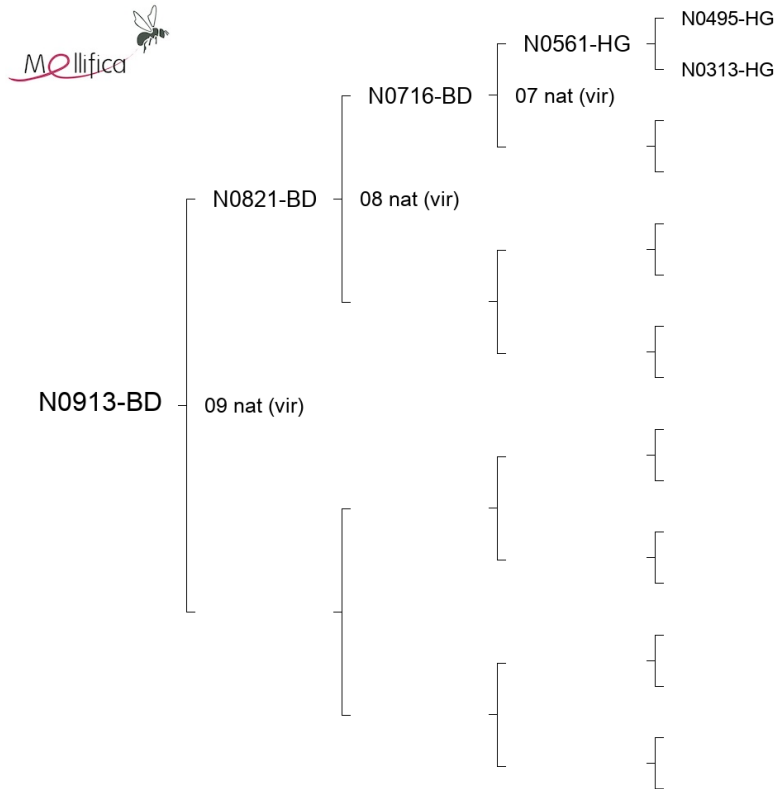 Mellifica
N0495-HG
N0561-HG
N0313-HG
N0716-BD
07 nat (vir)
N0821-BD
08 nat (vir)
N0913-BD
09 nat (vir)